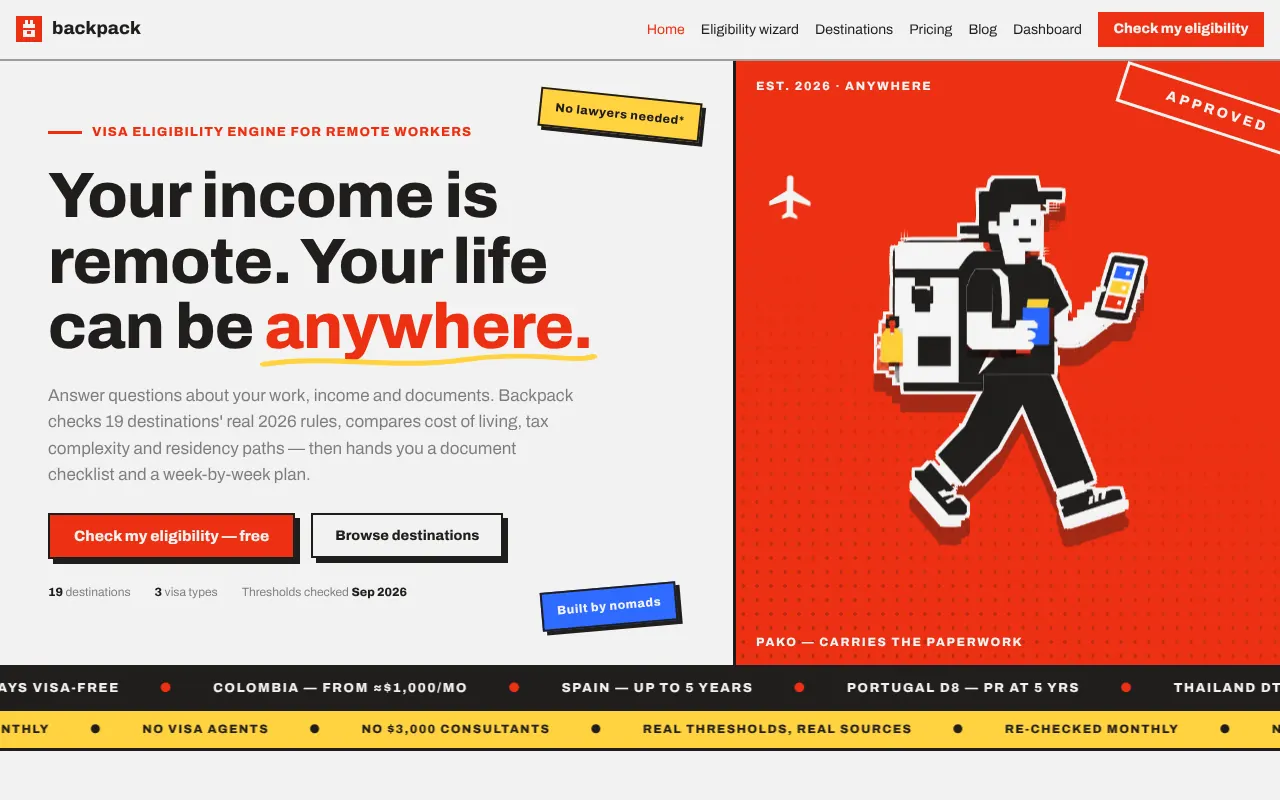 backpack
Home Eligibility wizard Destinations Pricing Blog Dashboard Check my eligibility
No lawyers needed*
VISA ELIGIBILITY ENGINE FOR REMOTE WORKERS
Your income is
remote. Your life
can be anywhere.
Answer questions about your work, income and documents. Backpack
checks 19 destinations' real 2026 rules, compares cost of living, tax
complexity and residency paths — then hands you a document
checklist and a week-by-week plan.
Check my eligibility — free
Browse destinations
19 destinations 3 visa types Thresholds checked Sep 2026
Built by nomads
EST. 2026 · ANYWHERE
APPROVED
PAKO — CARRIES THE PAPERWORK
AYS VISA-FREE ● COLOMBIA — FROM ≈$1,000/MO ● SPAIN — UP TO 5 YEARS ● PORTUGAL D8 — PR AT 5 YRS ● THAILAND DT
NTHLY ● NO VISA AGENTS ● NO $3,000 CONSULTANTS ● REAL THRESHOLDS, REAL SOURCES ● RE-CHECKED MONTHLY ● N